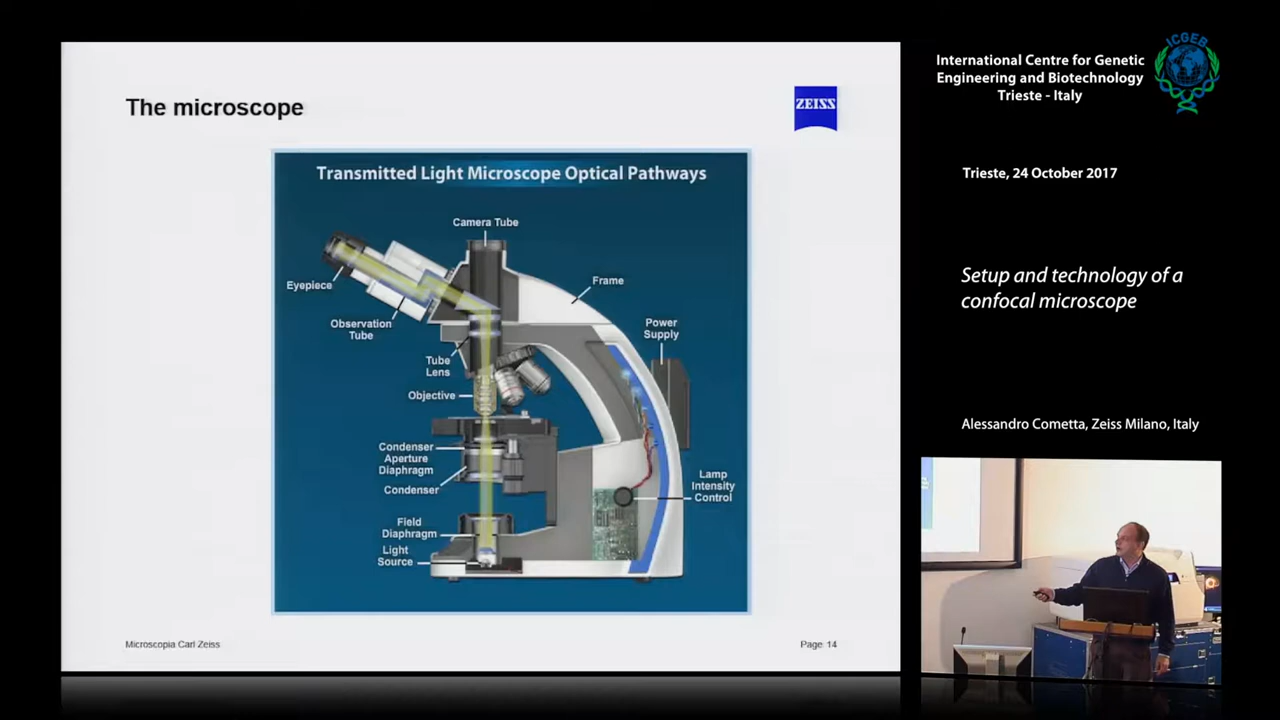 The microscope
ZEISS
Transmitted Light Microscope Optical Pathways
Camera Tube
Eyepiece
Frame
Observation
Tube
Power
Supply
Tube
Lens
Objective
Condenser
Aperture
Diaphragm
Condenser
Lamp
Intensity
Control
Field
Diaphragm
Light
Source
Microscopia Carl Zeiss
Page: 14
International Centre for Genetic
Engineering and Biotechnology
Trieste - Italy
ICGEB
Trieste, 24 October 2017
Setup and technology of a
confocal microscope
Alessandro Cometta, Zeiss Milano, Italy